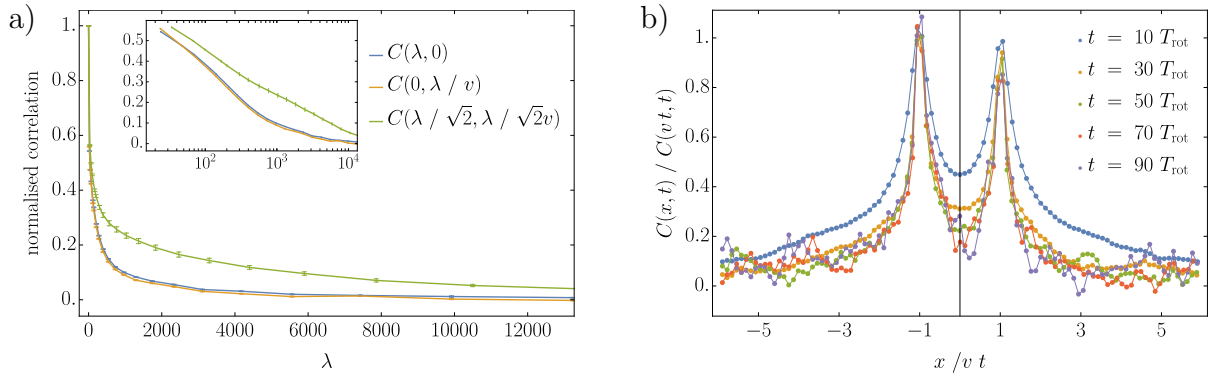 a)
normalised correlation
1.
0.8
0.6
0.4
0.2
0.
0 2000 4000 6000 8000 10000 12000
λ
0.5
0.4
0.3
0.2
0.1
0.
10² 10³ 10⁴
C(λ, 0)
C(0, λ / v)
C(λ / √2, λ / √2v)
b)
C(x, t) / C(v t, t)
1.
0.8
0.6
0.4
0.2
0.
-5 -3 -1 1 3 5
x /v t
t = 10 T_rot
t = 30 T_rot
t = 50 T_rot
t = 70 T_rot
t = 90 T_rot